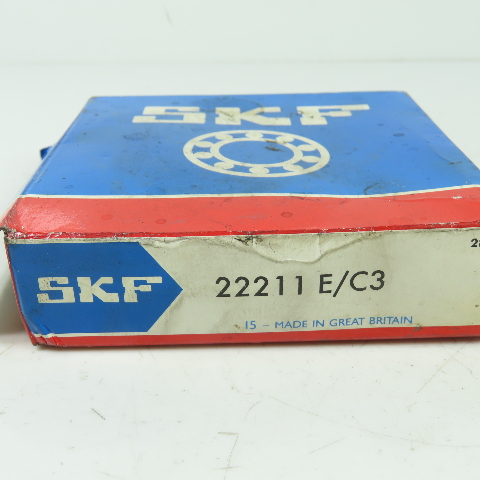 SKF
SKF
22211 E/C3
15 - MADE IN GREAT BRITAIN